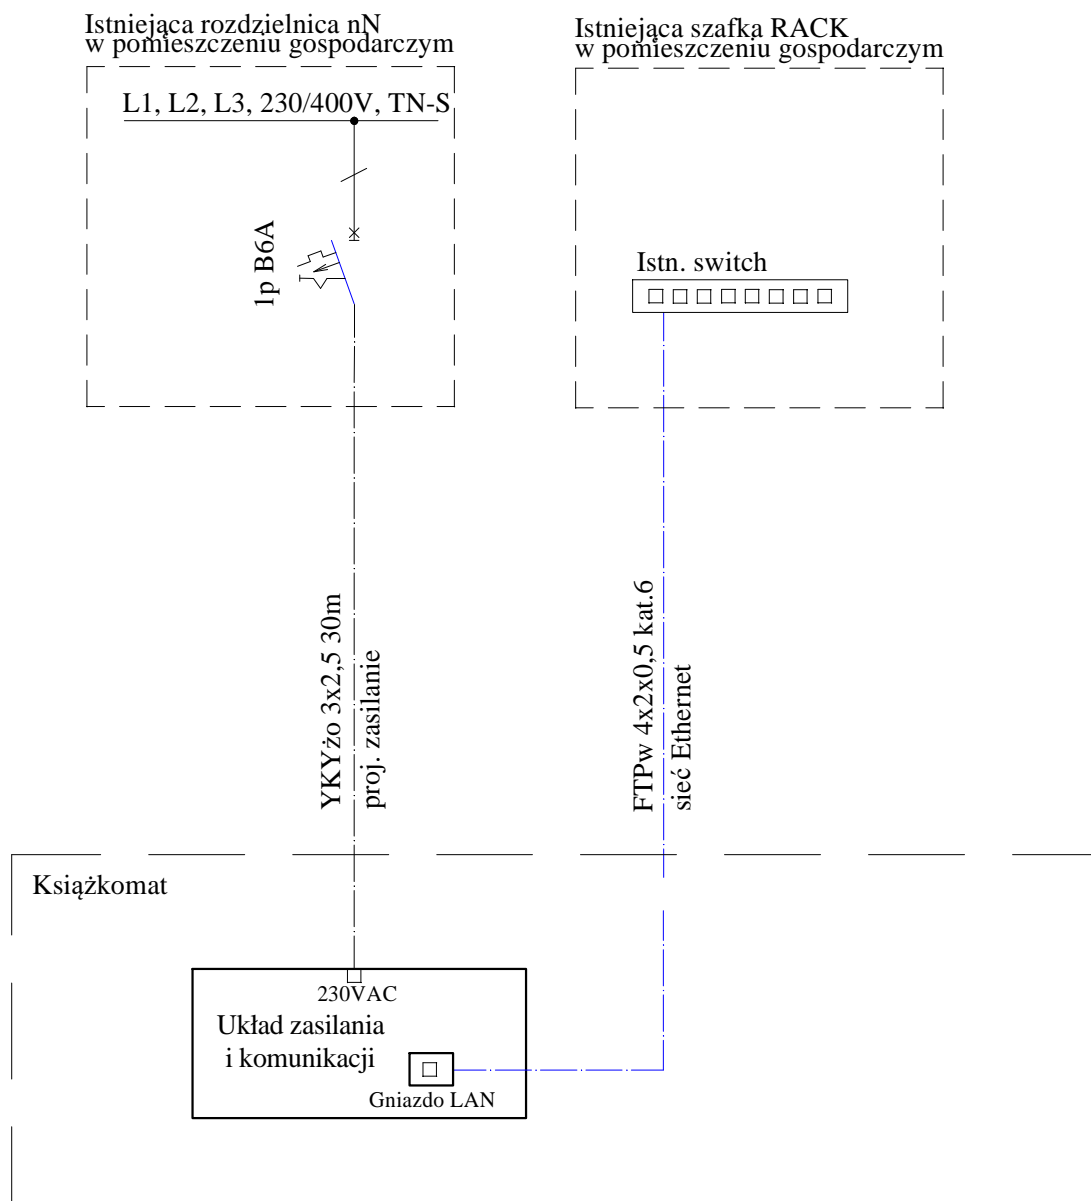 Istniejąca rozdzielnica nN
w pomieszczeniu gospodarczym
L1, L2, L3, 230/400V, TN-S
1p B6A
Istniejąca szafka RACK
w pomieszczeniu gospodarczym
Istn. switch
YKYżo 3x2,5 30m
proj. zasilanie
FTPw 4x2x0,5 kat.6
sieć Ethernet
Książkomat
230VAC
Układ zasilania
i komunikacji
Gniazdo LAN